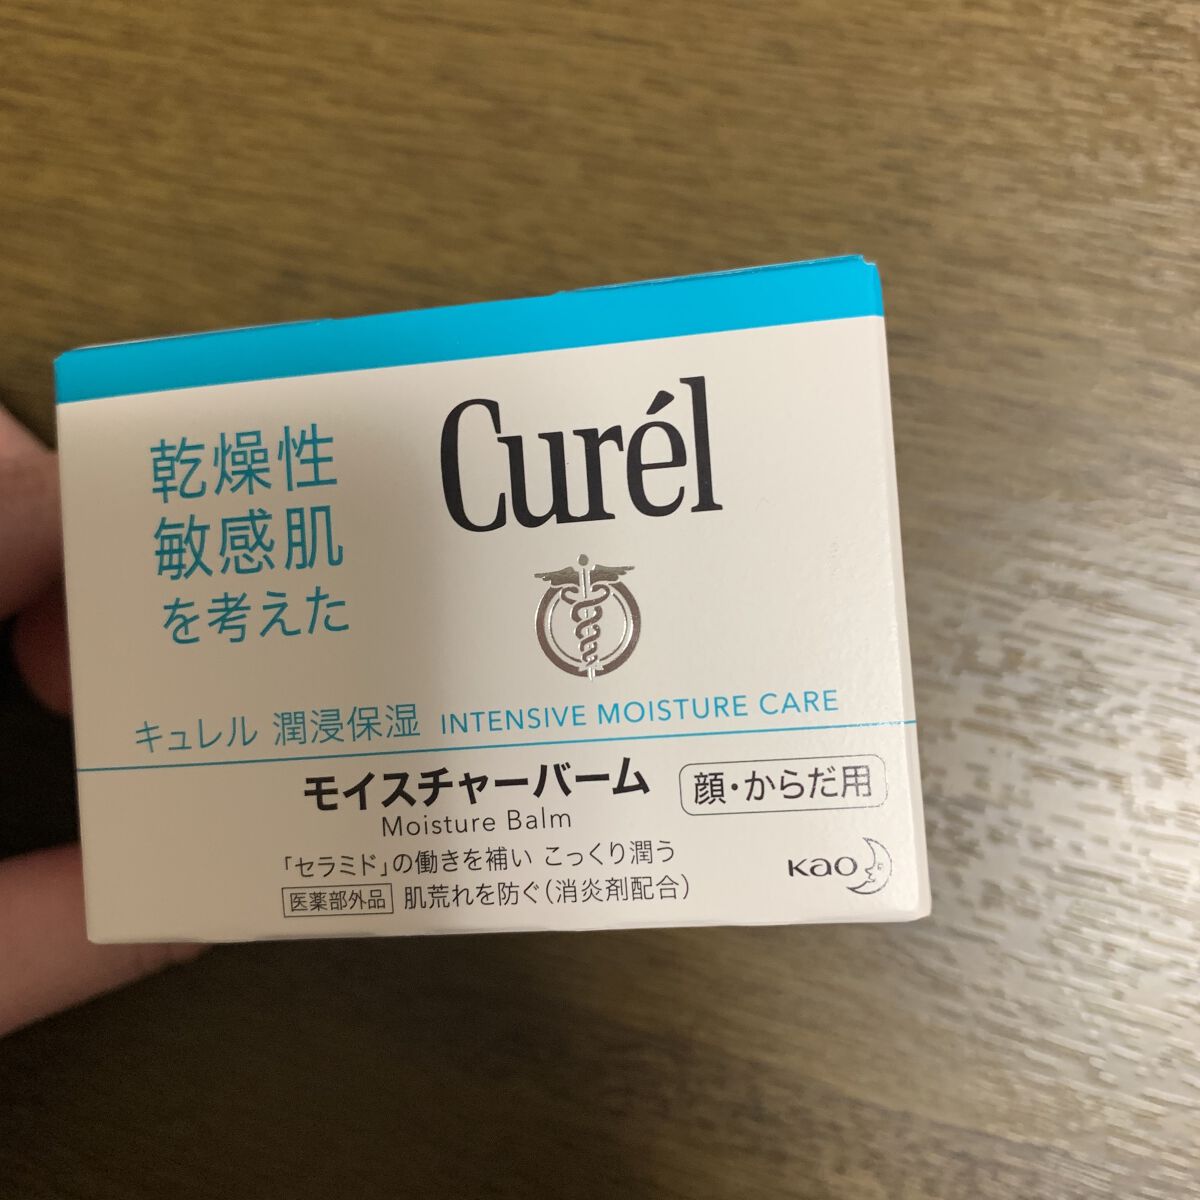 乾燥性
敏感肌
を考えた
Curél
キュレル 潤浸保湿 INTENSIVE MOISTURE CARE
モイスチャーバーム 顔・からだ用
Moisture Balm
「セラミド」の働きを補い こっくり潤う
医薬部外品 肌荒れを防ぐ(消炎剤配合)
Kao